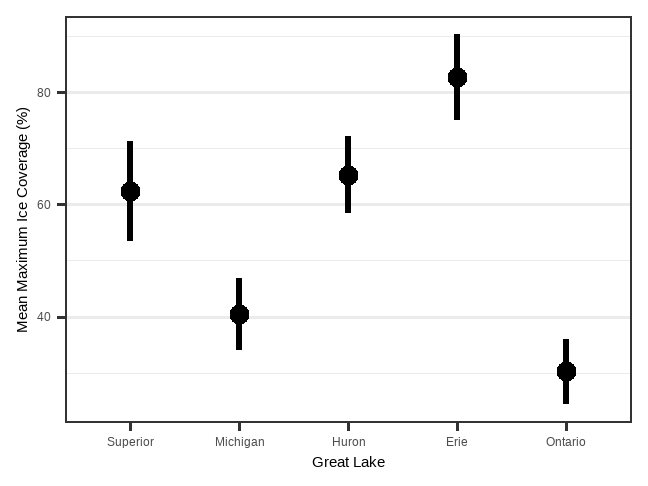 Mean Maximum Ice Coverage (%)
80
60
40
Superior Michigan Huron Erie Ontario
Great Lake